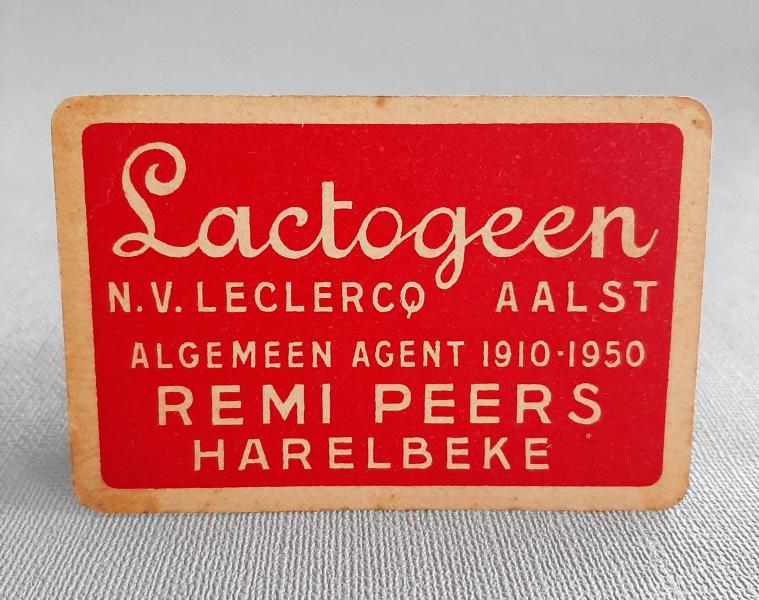 Lactogeen
N.V. LECLERCQ AALST
ALGEMEEN AGENT 1910-1950
REMI PEERS
HARELBEKE